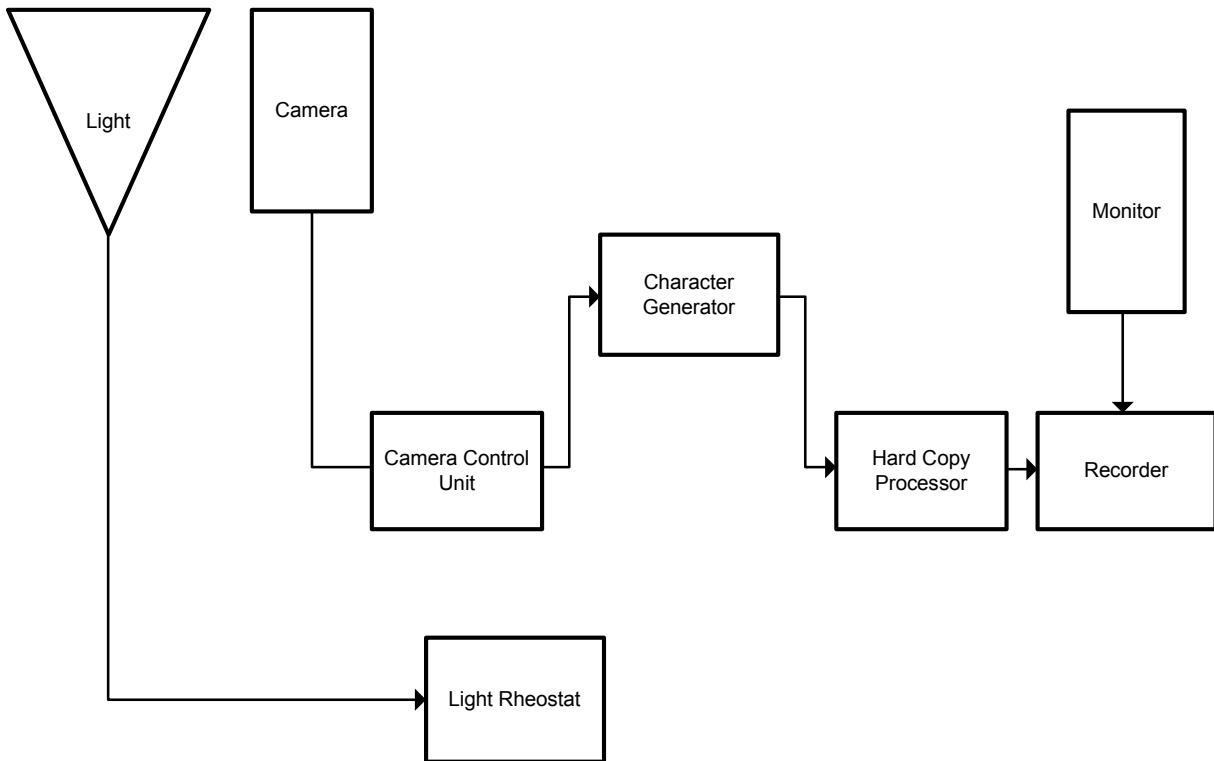 Light
Camera
Monitor
Character
Generator
Camera Control
Unit
Hard Copy
Processor
Recorder
Light Rheostat